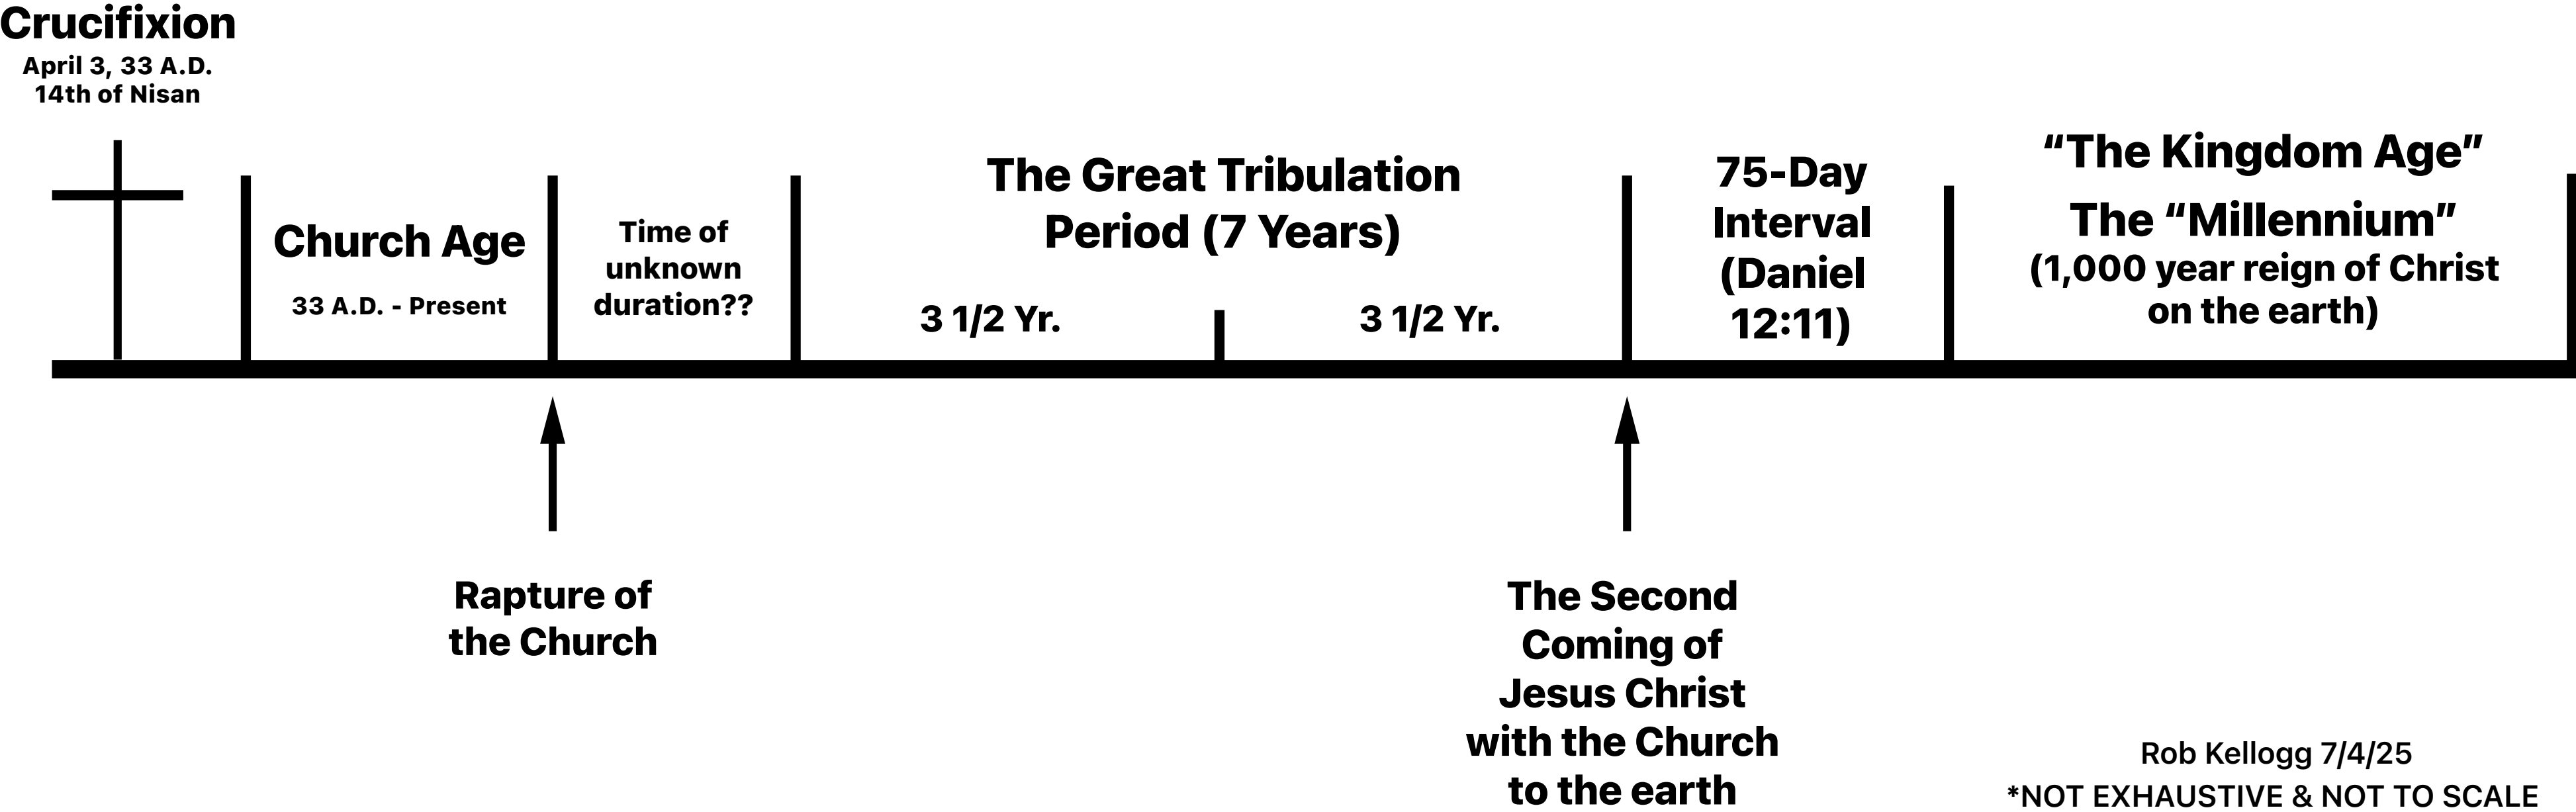 Crucifixion
April 3, 33 A.D.
14th of Nisan
Church Age
33 A.D. - Present
Time of
unknown
duration??
The Great Tribulation
Period (7 Years)
3 1/2 Yr.
3 1/2 Yr.
75-Day
Interval
(Daniel
12:11)
“The Kingdom Age”
The “Millennium”
(1,000 year reign of Christ
on the earth)
Rapture of
the Church
The Second
Coming of
Jesus Christ
with the Church
to the earth
Rob Kellogg 7/4/25
*NOT EXHAUSTIVE & NOT TO SCALE